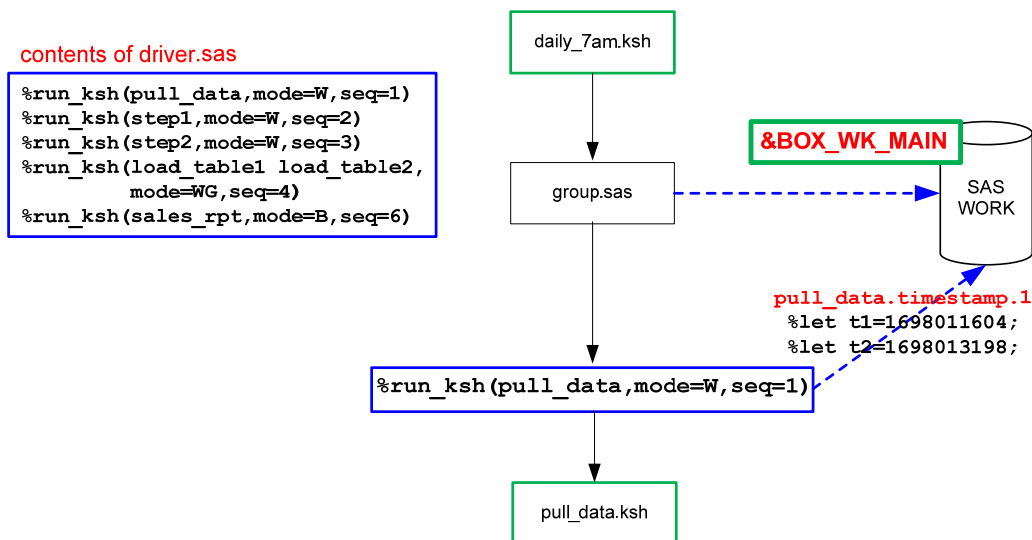 contents of driver.sas
%run_ksh(pull_data,mode=W,seq=1)
%run_ksh(step1,mode=W,seq=2)
%run_ksh(step2,mode=W,seq=3)
%run_ksh(load_table1 load_table2,
mode=WG,seq=4)
%run_ksh(sales_rpt,mode=B,seq=6)
daily_7am.ksh
group.sas
&BOX_WK_MAIN
SAS
WORK
pull_data.timestamp.1
%let t1=1698011604;
%let t2=1698013198;
%run_ksh(pull_data,mode=W,seq=1)
pull_data.ksh